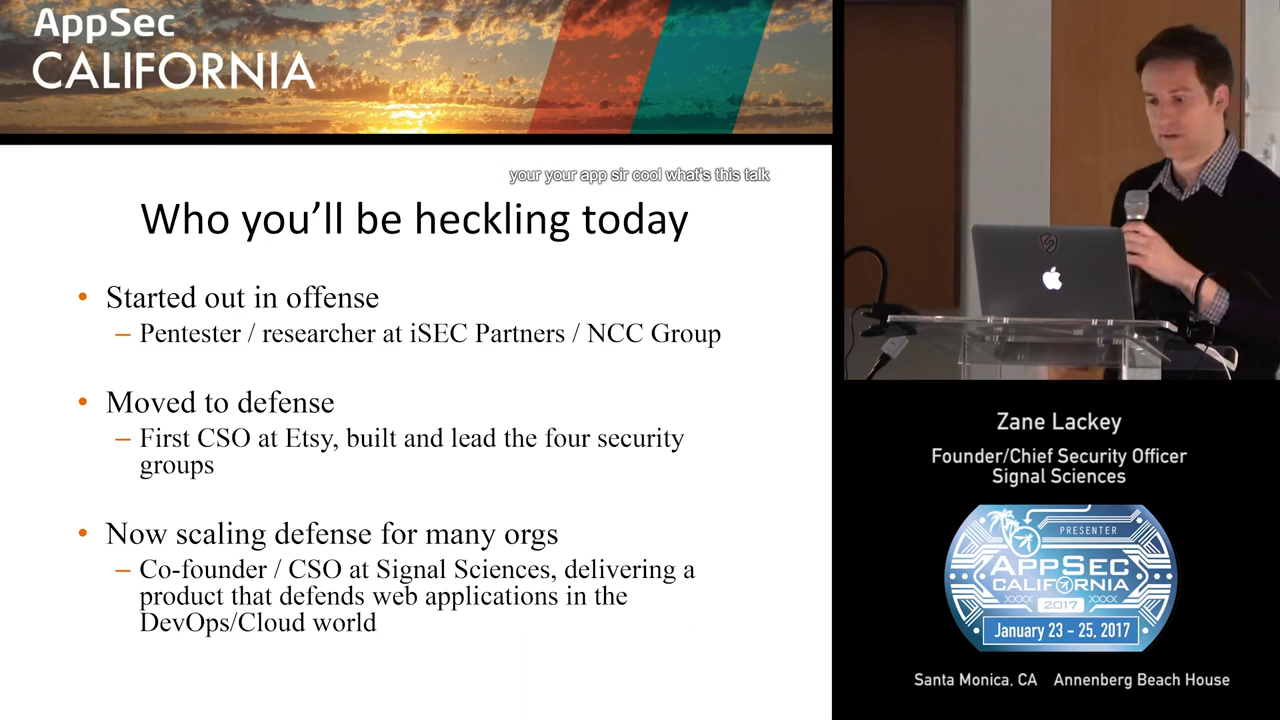 AppSec
CALIFORNIA
your your app sir cool what's this talk
Who you'll be heckling today
• Started out in offense
– Pentester / researcher at iSEC Partners / NCC Group
• Moved to defense
– First CSO at Etsy, built and lead the four security
groups
• Now scaling defense for many orgs
– Co-founder / CSO at Signal Sciences, delivering a
product that defends web applications in the
DevOps/Cloud world
Zane Lackey
Founder/Chief Security Officer
Signal Sciences
PRESENTER
APPSEC
CALIFORNIA
2017
January 23 - 25, 2017
Santa Monica, CA Annenberg Beach House